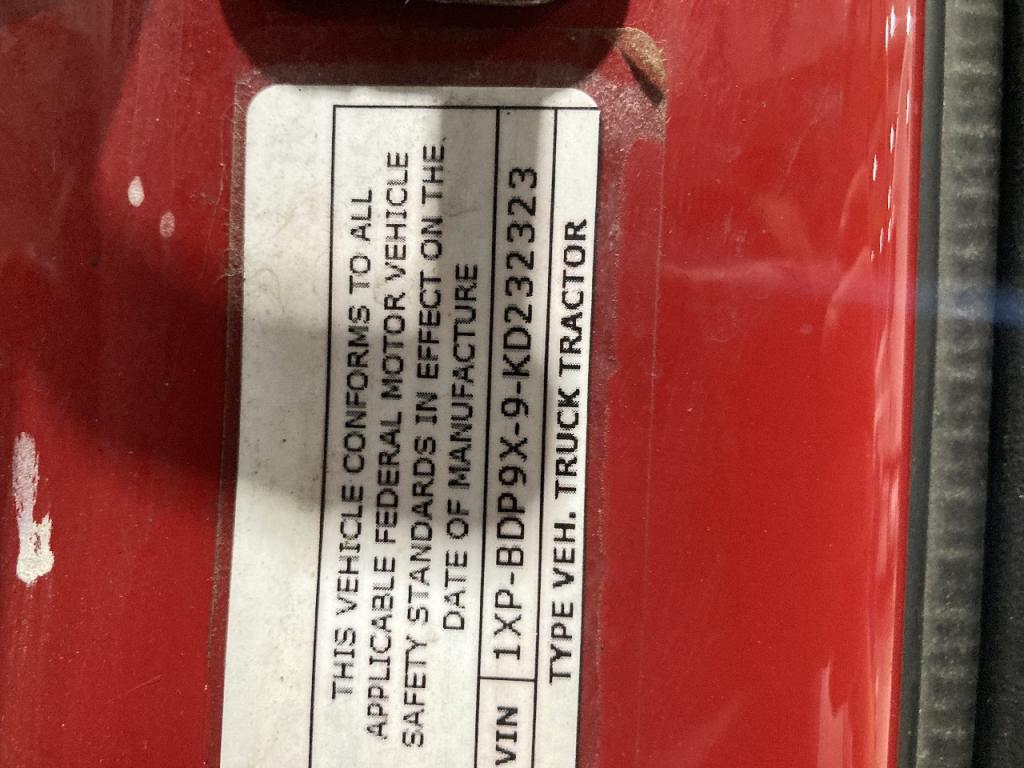 THIS VEHICLE CONFORMS TO ALL
APPLICABLE FEDERAL MOTOR VEHICLE
SAFETY STANDARDS IN EFFECT ON THE
DATE OF MANUFACTURE
VIN 1XP-BDP9X-9-KD232323
TYPE VEH. TRUCK TRACTOR